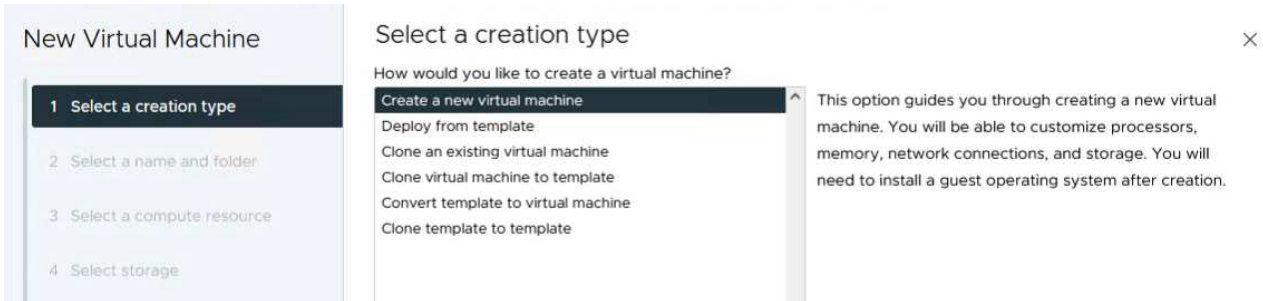 New Virtual Machine
1 Select a creation type
2 Select a name and folder
3 Select a compute resource
4 Select storage
Select a creation type
How would you like to create a virtual machine?
Create a new virtual machine
Deploy from template
Clone an existing virtual machine
Clone virtual machine to template
Convert template to virtual machine
Clone template to template
This option guides you through creating a new virtual
machine. You will be able to customize processors,
memory, network connections, and storage. You will
need to install a guest operating system after creation.